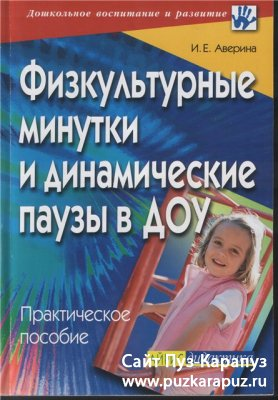 Дошкольное воспитание и развитие
И. Е. Аверина
Физкультурные
минутки
и динамические
паузы в ДОУ
Практическое
пособие
Сайт Пуз-Карапуз
www.puzkarapuz.ru